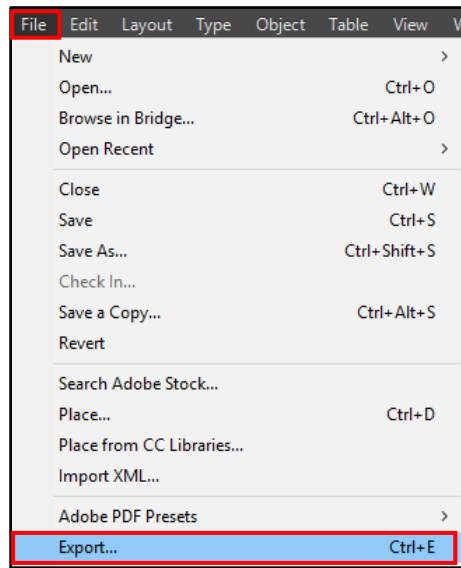 File Edit Layout Type Object Table View
New >
Open... Ctrl+O
Browse in Bridge... Ctrl+Alt+O
Open Recent >
Close Ctrl+W
Save Ctrl+S
Save As... Ctrl+Shift+S
Check In...
Save a Copy... Ctrl+Alt+S
Revert
Search Adobe Stock...
Place... Ctrl+D
Place from CC Libraries...
Import XML...
Adobe PDF Presets >
Export... Ctrl+E